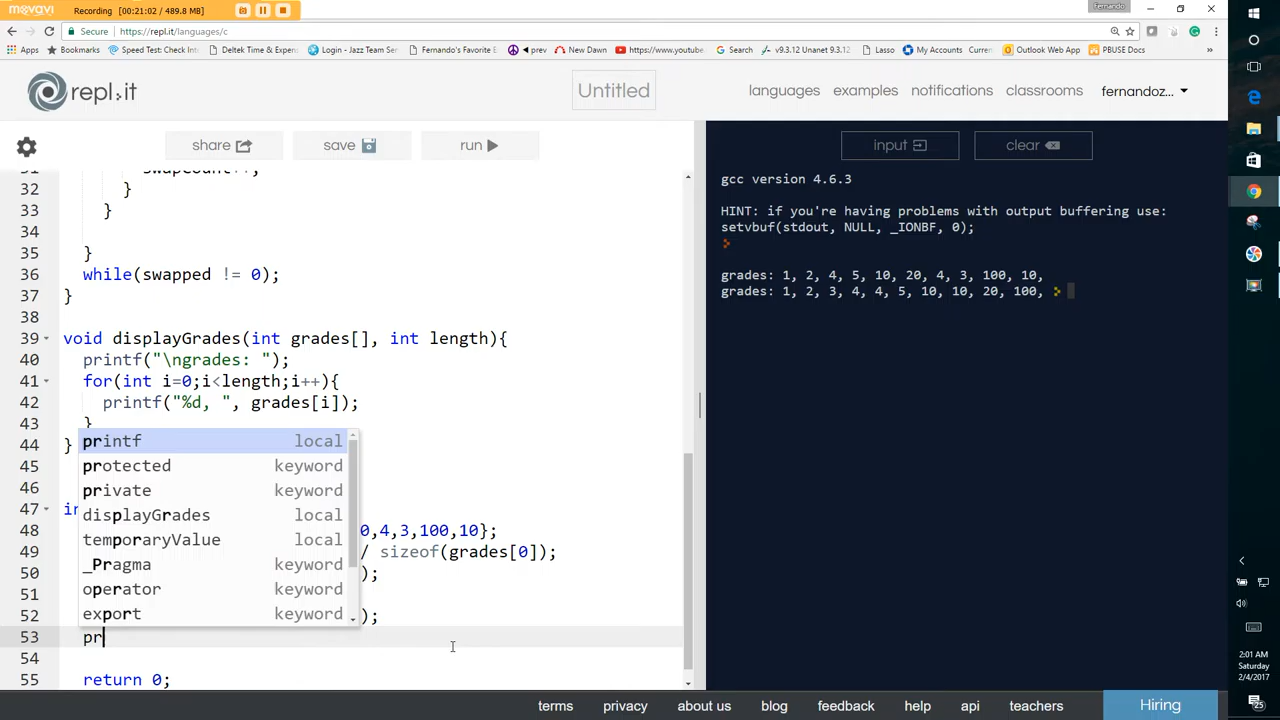 movavi Recording (00:21:02 / 489.8 MB)
Fernando
Secure https://repl.it/languages/c
Apps Bookmarks Speed Test: Check Int Deltek Time & Expens Login - Jazz Team Ser Fernando's Favorite E ‹ prev New Dawn https://www.youtube Search v9.3.12 Unanet 9.3.12 Lasso My Accounts Curren Outlook Web App PBUSE Docs »
repl.it
Untitled
languages examples notifications classrooms fernandoz...
share save run
input clear
31 swapCount++;
32 }
33 }
34
35 }
36 while(swapped != 0);
37 }
38
39 void displayGrades(int grades[], int length){
40 printf("\ngrades: ");
41 for(int i=0;i<length;i++){
42 printf("%d, ", grades[i]);
43 }
44 }
45
46
47 in
48 0,4,3,100,10};
49 / sizeof(grades[0]);
50 );
51
52 );
53 pr
54
55 return 0;
printf local
protected keyword
private keyword
displayGrades local
temporaryValue local
_Pragma keyword
operator keyword
export keyword
gcc version 4.6.3
HINT: if you're having problems with output buffering use:
setvbuf(stdout, NULL, _IONBF, 0);
grades: 1, 2, 4, 5, 10, 20, 4, 3, 100, 10,
grades: 1, 2, 3, 4, 4, 5, 10, 10, 20, 100,
terms privacy about us blog feedback help api teachers Hiring
2:01 AM
Saturday
2/4/2017
25